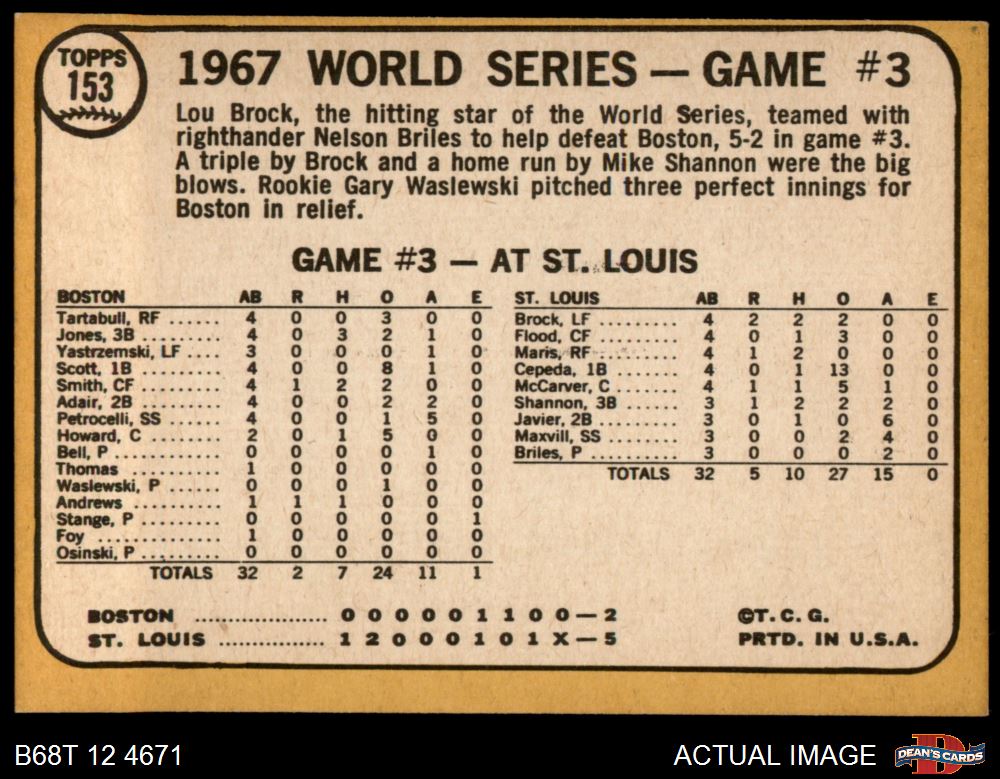 TOPPS
153
1967 WORLD SERIES — GAME #3
Lou Brock, the hitting star of the World Series, teamed with
righthander Nelson Briles to help defeat Boston, 5-2 in game #3.
A triple by Brock and a home run by Mike Shannon were the big
blows. Rookie Gary Waslewski pitched three perfect innings for
Boston in relief.
GAME #3 — AT ST. LOUIS
BOSTON AB R H O A E
Tartabull, RF ...... 4 0 0 3 0 0
Jones, 3B .......... 4 0 3 2 1 0
Yastrzemski, LF .... 3 0 0 0 1 0
Scott, 1B .......... 4 0 0 8 1 0
Smith, CF .......... 4 1 2 2 0 0
Adair, 2B .......... 4 0 0 2 2 0
Petrocelli, SS ...... 4 0 0 1 5 0
Howard, C .......... 2 0 1 5 0 0
Bell, P ............. 0 0 0 0 1 0
Thomas ........... 1 0 0 0 0 0
Waslewski, P ...... 0 0 0 1 0 0
Andrews .......... 1 1 1 0 0 0
Stange, P .......... 0 0 0 0 0 1
Foy ............... 1 0 0 0 0 0
Osinski, P .......... 0 0 0 0 0 0
TOTALS 32 2 7 24 11 1
ST. LOUIS AB R H O A E
Brock, LF .......... 4 2 2 2 0 0
Flood, CF .......... 4 0 1 3 0 0
Maris, RF .......... 4 1 2 0 0 0
Cepeda, 1B ........ 4 0 1 13 0 0
McCarver, C ....... 4 1 1 5 1 0
Shannon, 3B ...... 3 1 2 2 2 0
Javier, 2B .......... 3 0 1 0 6 0
Maxvill, SS ........ 3 0 0 2 4 0
Briles, P ........... 3 0 0 0 2 0
TOTALS 32 5 10 27 15 0
BOSTON .................... 0 0 0 0 0 1 1 0 0 — 2
ST. LOUIS ................ 1 2 0 0 0 1 0 1 X — 5
©T. C. G.
PRTD. IN U.S.A.
B68T 12 4671
ACTUAL IMAGE
D
DEAN'S CARDS